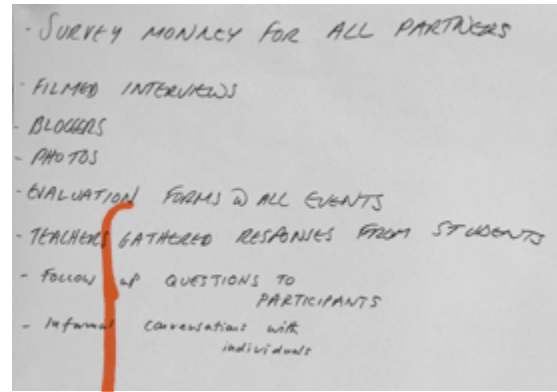 - SURVEY MONKEY FOR ALL PARTNERS
- FILMED INTERVIEWS
- BLOGGERS
- PHOTOS
- EVALUATION FORMS @ ALL EVENTS
- TEACHERS GATHERED RESPONSES FROM STUDENTS
- FOLLOW up QUESTIONS TO
PARTICIPANTS
- Informal conversations with
individuals